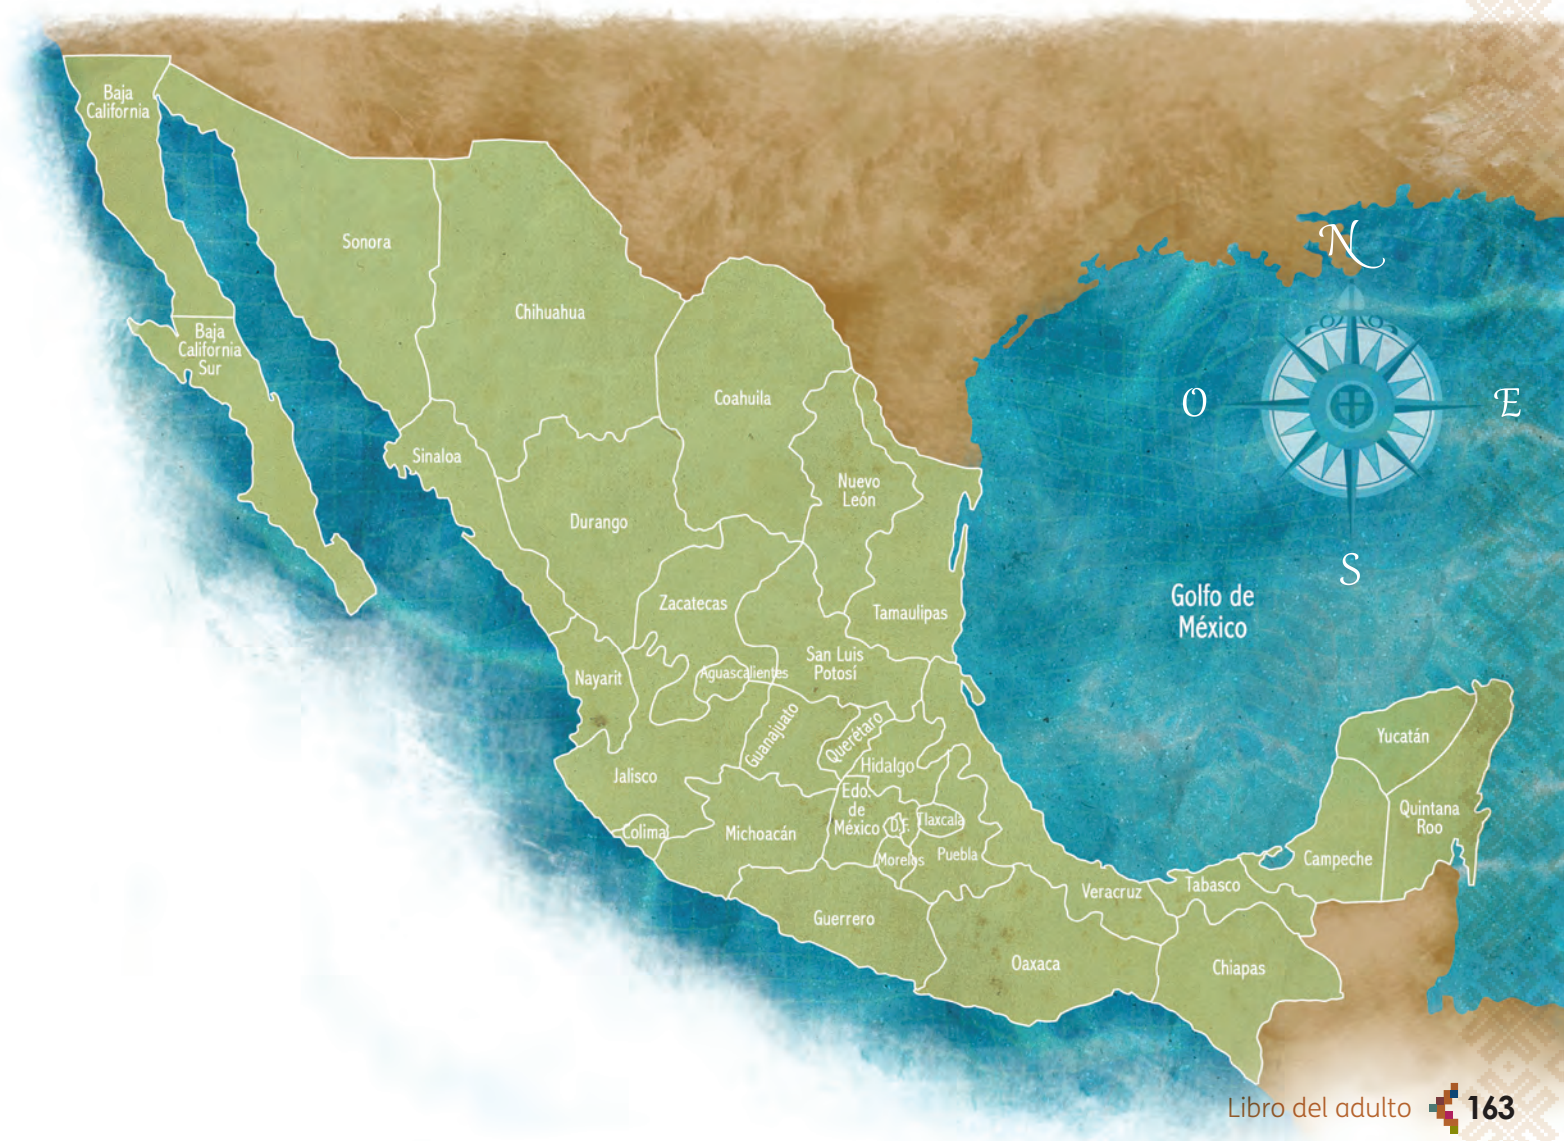 Baja
California
Sonora
Chihuahua
Baja
California
Sur
Coahuila
Sinaloa
Nuevo
León
Durango
Zacatecas
Tamaulipas
Nayarit
Aguascalientes
San Luis
Potosí
Guanajuato
Querétaro
Hidalgo
Jalisco
Edo.
de
México
D.F.
Tlaxcala
Colima
Michoacán
Morelos
Puebla
Guerrero
Oaxaca
Veracruz
Tabasco
Chiapas
Campeche
Yucatán
Quintana
Roo
Golfo de
México
N
O
E
S
Libro del adulto 163